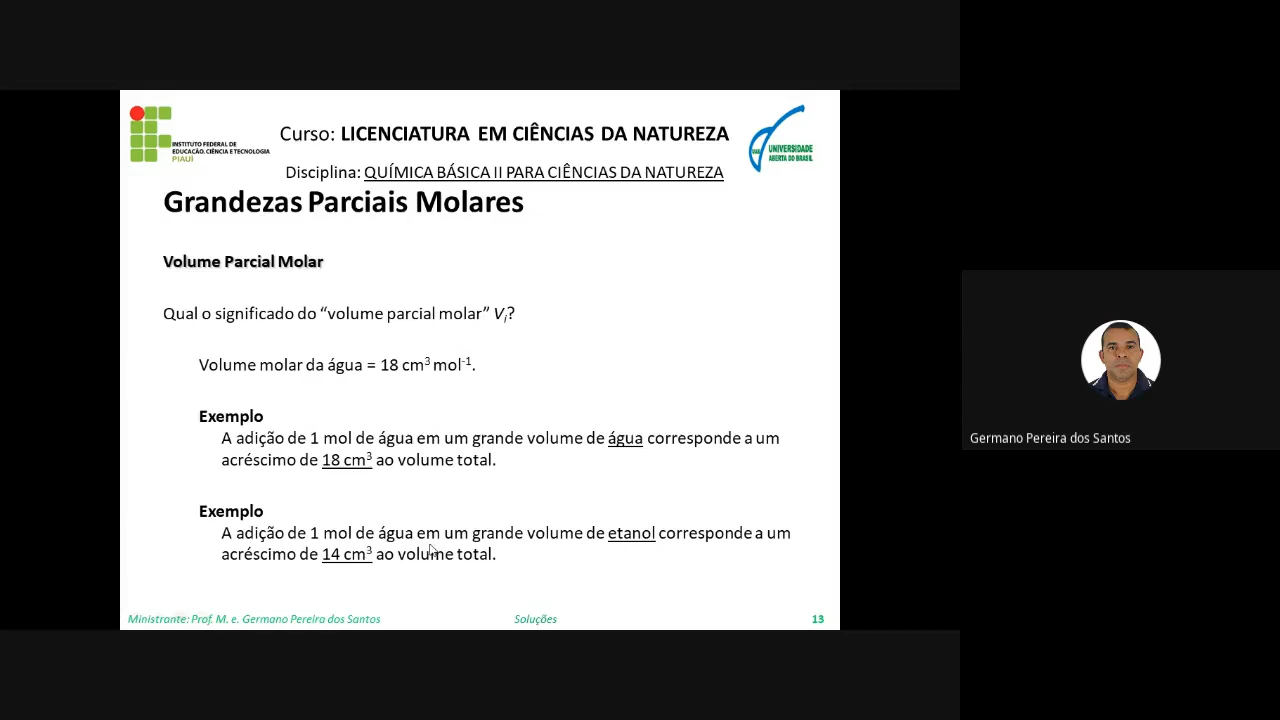 INSTITUTO FEDERAL DE
EDUCAÇÃO, CIÊNCIA E TECNOLOGIA
PIAUÍ
Curso: LICENCIATURA EM CIÊNCIAS DA NATUREZA
UAB UNIVERSIDADE
ABERTA DO BRASIL
Disciplina: QUÍMICA BÁSICA II PARA CIÊNCIAS DA NATUREZA
Grandezas Parciais Molares
Volume Parcial Molar
Qual o significado do “volume parcial molar” Vi?
Volume molar da água = 18 cm³ mol⁻¹.
Exemplo
A adição de 1 mol de água em um grande volume de água corresponde a um
acréscimo de 18 cm³ ao volume total.
Exemplo
A adição de 1 mol de água em um grande volume de etanol corresponde a um
acréscimo de 14 cm³ ao volume total.
Ministrante: Prof. M. e. Germano Pereira dos Santos
Soluções
13
Germano Pereira dos Santos